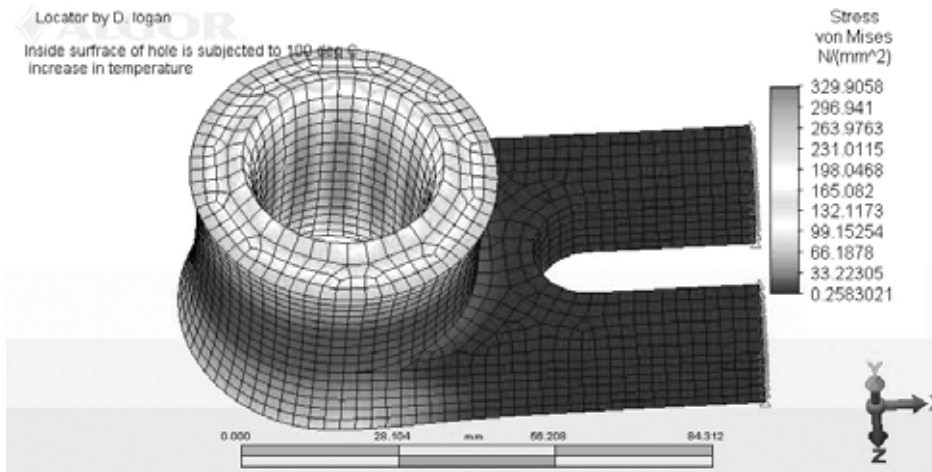 ALGOR
Locator by D. logan
Inside surfrace of hole is subjected to 100 deg C
increase in temperature
Stress
von Mises
N/(mm^2)
329.9058
296.941
263.9763
231.0115
198.0468
165.082
132.1173
99.15254
66.1878
33.22305
0.2583021
Y
X
Z
0.000
28.104
mm
56.208
84.312